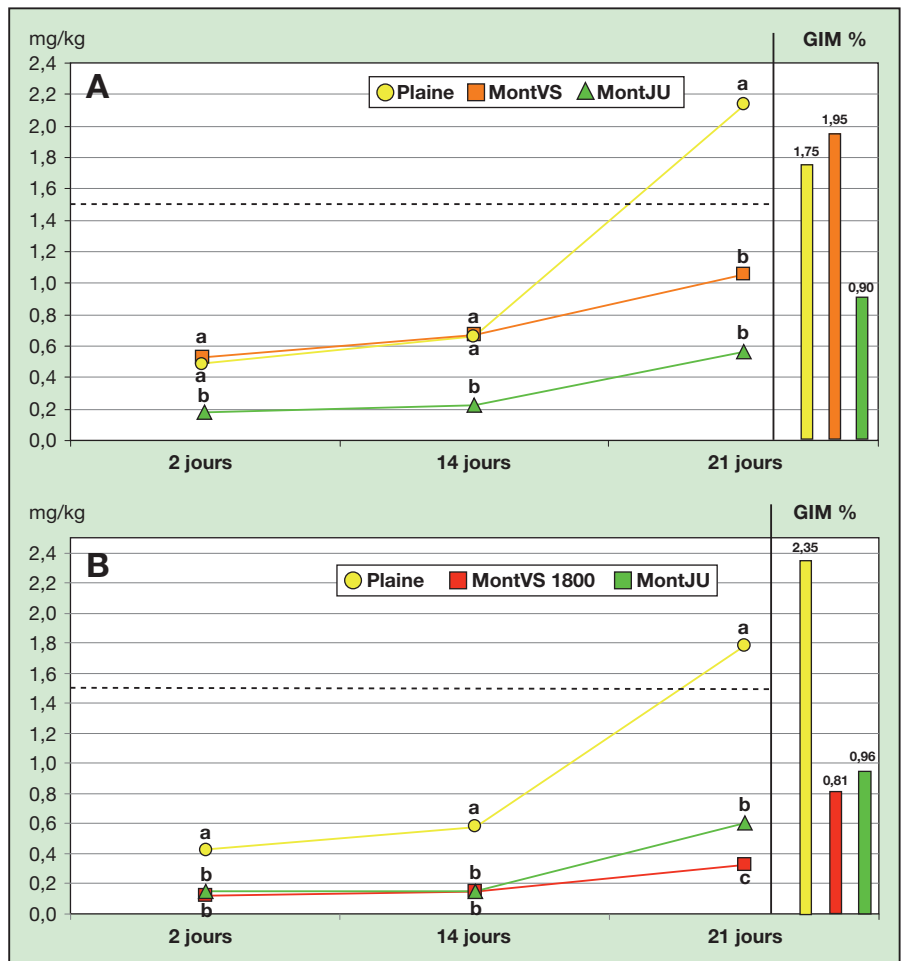 mg/kg
GIM %
A
Plaine MontVS MontJU
2,4
2,2
2,0
1,8
1,6
1,4
1,2
1,0
0,8
0,6
0,4
0,2
0,0
a
a
b
a
a
b
a
b
b
1,75
1,95
0,90
2 jours 14 jours 21 jours
mg/kg
GIM %
B
Plaine MontVS 1800 MontJU
2,4
2,2
2,0
1,8
1,6
1,4
1,2
1,0
0,8
0,6
0,4
0,2
0,0
a
b
b
a
b
b
a
b
c
2,35
0,81
0,96
2 jours 14 jours 21 jours